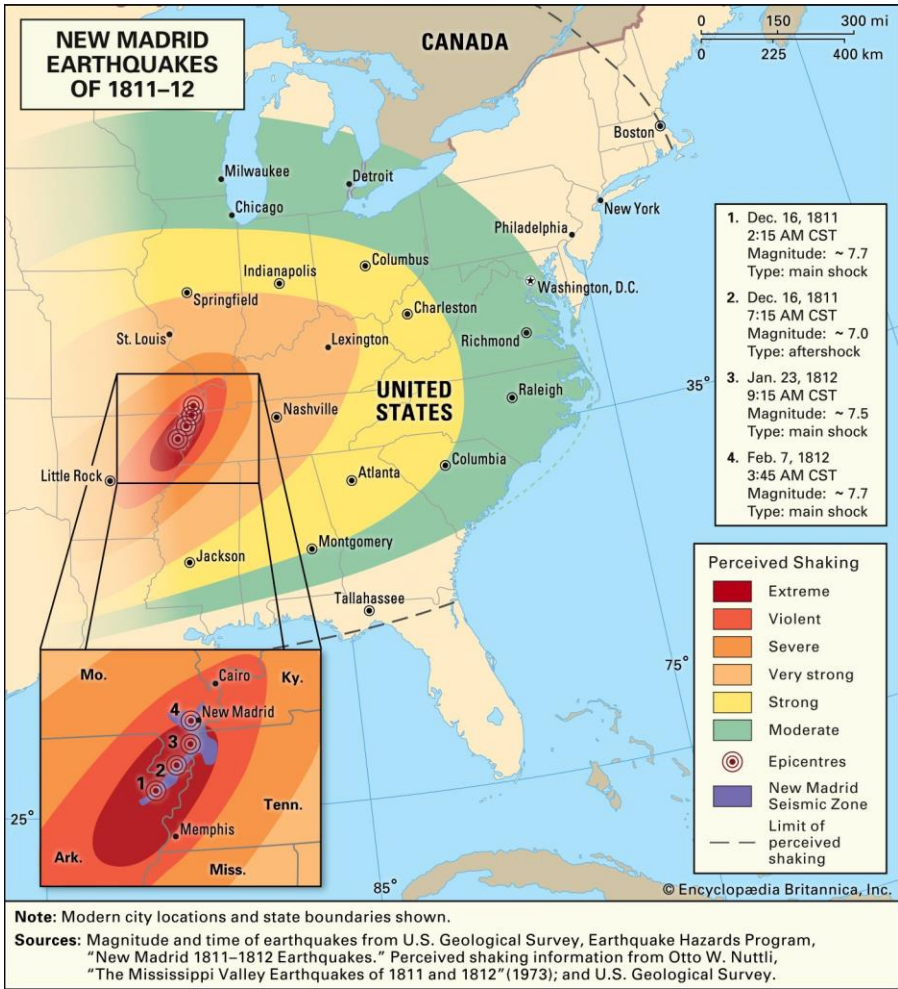 NEW MADRID
EARTHQUAKES
OF 1811–12
CANADA
0 150 300 mi
0 225 400 km
Boston
Milwaukee
Detroit
Chicago
New York
Philadelphia
Columbus
Indianapolis
Washington, D.C.
Springfield
Charleston
St. Louis
Lexington
Richmond
UNITED
STATES
35°
Raleigh
Nashville
Little Rock
Atlanta
Columbia
Jackson
Montgomery
Tallahassee
75°
25°
85°
1. Dec. 16, 1811
2:15 AM CST
Magnitude: ~ 7.7
Type: main shock
2. Dec. 16, 1811
7:15 AM CST
Magnitude: ~ 7.0
Type: aftershock
3. Jan. 23, 1812
9:15 AM CST
Magnitude: ~ 7.5
Type: main shock
4. Feb. 7, 1812
3:45 AM CST
Magnitude: ~ 7.7
Type: main shock
Perceived Shaking
Extreme
Violent
Severe
Very strong
Strong
Moderate
Epicentres
New Madrid
Seismic Zone
Limit of
perceived
shaking
Mo.
Cairo
Ky.
4
New Madrid
3
2
1
Tenn.
Memphis
Ark.
Miss.
© Encyclopædia Britannica, Inc.
Note: Modern city locations and state boundaries shown.
Sources: Magnitude and time of earthquakes from U.S. Geological Survey, Earthquake Hazards Program,
“New Madrid 1811–1812 Earthquakes.” Perceived shaking information from Otto W. Nuttli,
“The Mississippi Valley Earthquakes of 1811 and 1812”(1973); and U.S. Geological Survey.